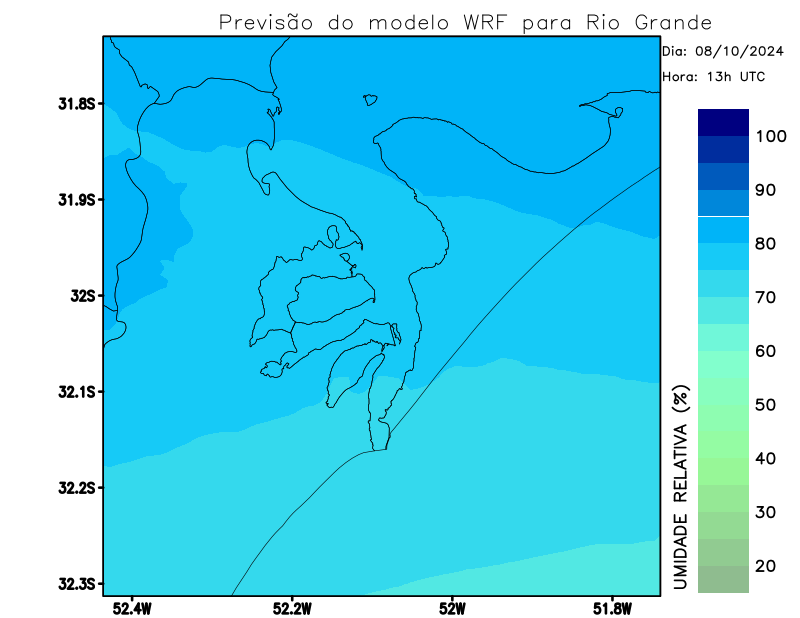 Previsão do modelo WRF para Rio Grande
Dia: 08/10/2024
Hora: 13h UTC
31.8S
31.9S
32S
32.1S
32.2S
32.3S
52.4W
52.2W
52W
51.8W
100
90
80
70
60
50
40
30
20
UMIDADE RELATIVA (%)